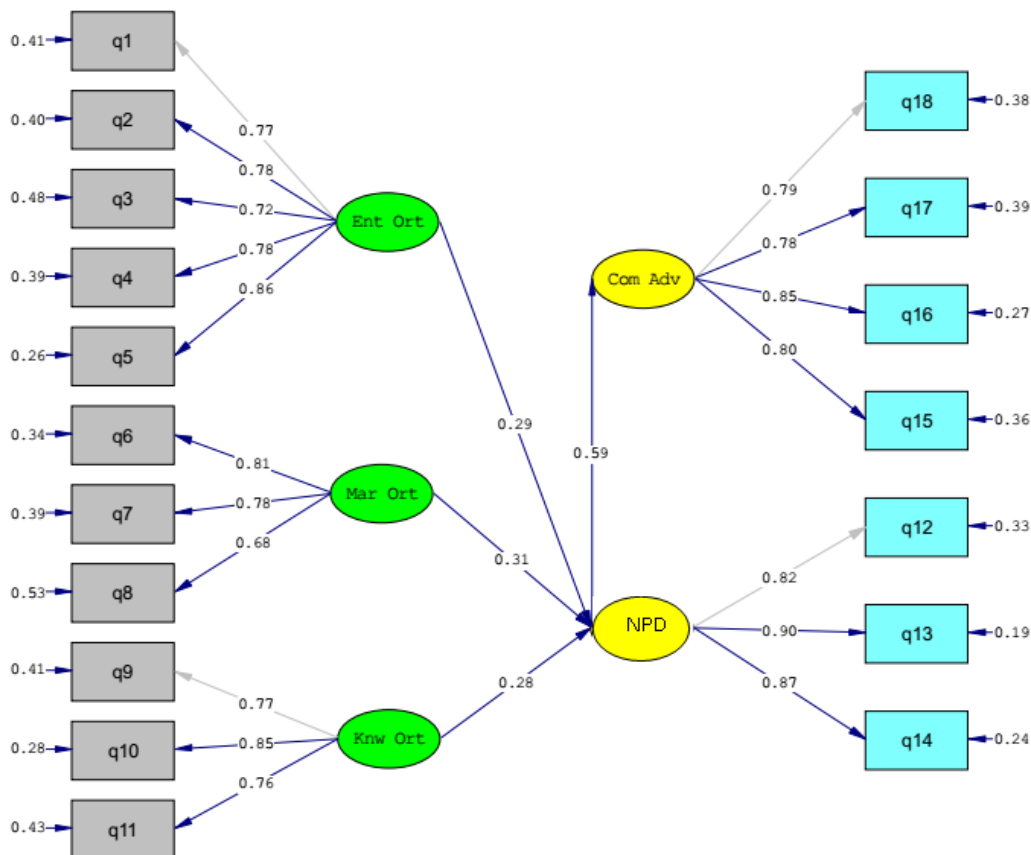 0.41
q1
0.40
q2
0.48
q3
0.39
q4
0.26
q5
0.34
q6
0.39
q7
0.53
q8
0.41
q9
0.28
q10
0.43
q11
0.77
0.78
0.72
0.78
0.86
0.81
0.78
0.68
0.77
0.85
0.76
Ent Ort
Mar Ort
Knw Ort
0.29
0.31
0.28
0.59
Com Adv
NPD
0.79
0.78
0.85
0.80
0.82
0.90
0.87
q18
0.38
q17
0.39
q16
0.27
q15
0.36
q12
0.33
q13
0.19
q14
0.24